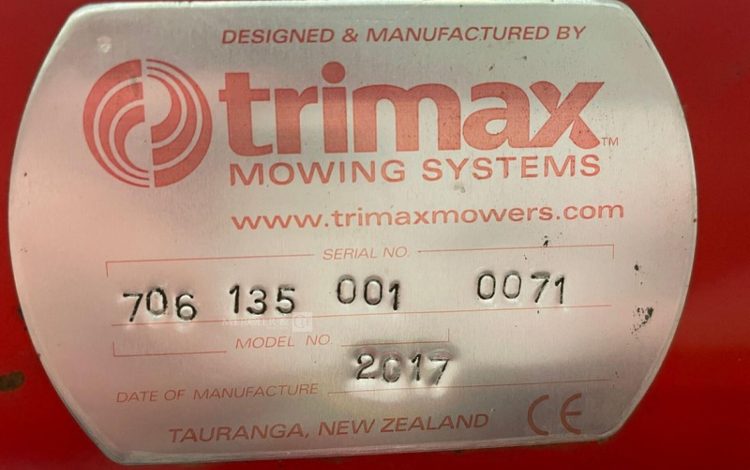 DESIGNED & MANUFACTURED BY
trimax™
MOWING SYSTEMS
www.trimaxmowers.com
SERIAL NO.
706 135 001 0071
MODEL NO.
2017
DATE OF MANUFACTURE
TAURANGA, NEW ZEALAND CE